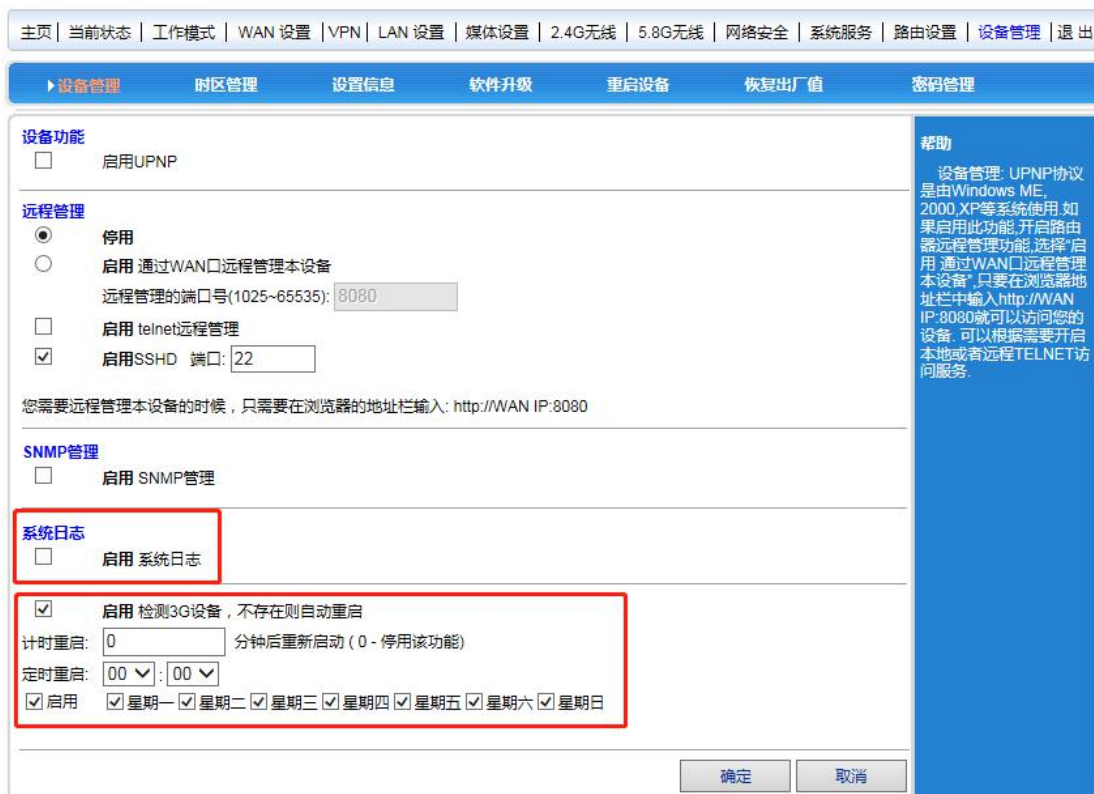 主页 | 当前状态 | 工作模式 | WAN 设置 | VPN | LAN 设置 | 媒体设置 | 2.4G无线 | 5.8G无线 | 网络安全 | 系统服务 | 路由设置 | 设备管理 | 退 出
设备管理 时区管理 设置信息 软件升级 重启设备 恢复出厂值 密码管理
设备功能
启用UPNP
远程管理
停用
启用 通过WAN口远程管理本设备
远程管理的端口号(1025~65535): 8080
启用 telnet远程管理
启用SSHD 端口: 22
您需要远程管理本设备的时候，只需要在浏览器的地址栏输入: http://WAN IP:8080
SNMP管理
启用 SNMP管理
系统日志
启用 系统日志
启用 检测3G设备，不存在则自动重启
计时重启: 0 分钟后重新启动 ( 0 - 停用该功能)
定时重启: 00 : 00
启用 星期一 星期二 星期三 星期四 星期五 星期六 星期日
确定 取消
帮助
设备管理: UPNP协议
是由Windows ME,
2000,XP等系统使用.如
果启用此功能,开启路由
器远程管理功能,选择“启
用 通过WAN口远程管理
本设备”,只要在浏览器地
址栏中输入http://WAN
IP:8080就可以访问您的
设备. 可以根据需要开启
本地或者远程TELNET访
问服务.